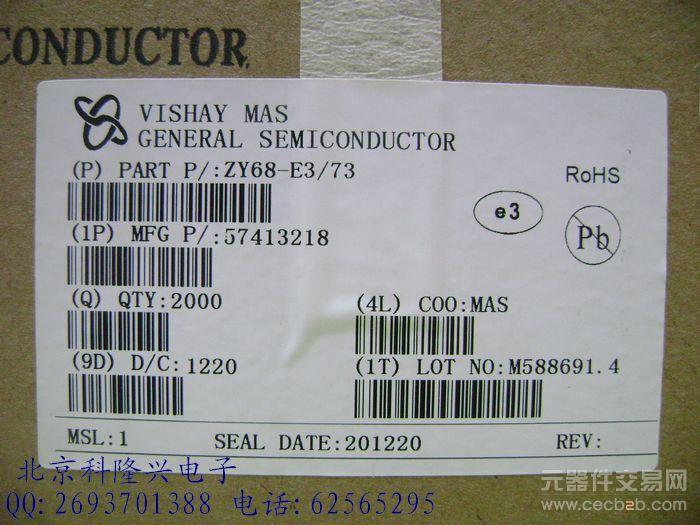 CONDUCTOR
VISHAY MAS
GENERAL SEMICONDUCTOR
(P) PART P/:ZY68-E3/73
RoHS
e3
Pb
(1P) MFG P/:57413218
(Q) QTY:2000
(4L) COO:MAS
(9D) D/C:1220
(1T) LOT NO:M588691.4
MSL:1 SEAL DATE:201220 REV:
北京科隆兴电子
QQ:2693701388 电话:62565295
元器件交易网
www.cecb2b.com